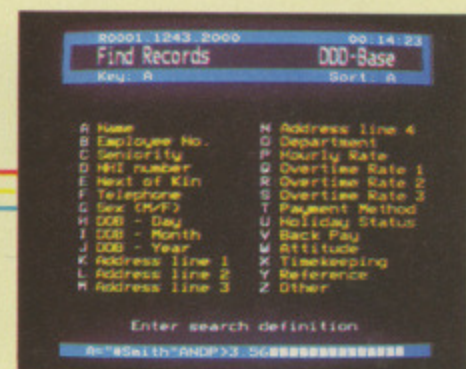 R0001.1243.2000 00:14:23
Find Records DDD-Base
Key: A Sort: A
A Name
B Employee No.
C Seniority
D NHI number
E Next of Kin
F Telephone
G Sex (M/F)
H DOB - Day
I DOB - Month
J DOB - Year
K Address line 1
L Address line 2
M Address line 3
N Address line 4
O Department
P Hourly Rate
Q Overtime Rate 1
R Overtime Rate 2
S Overtime Rate 3
T Payment Method
U Holiday Status
V Back Pay
W Attitude
X Timekeeping
Y Reference
Z Other
Enter search definition
A="#Smith"ANDP>3.56